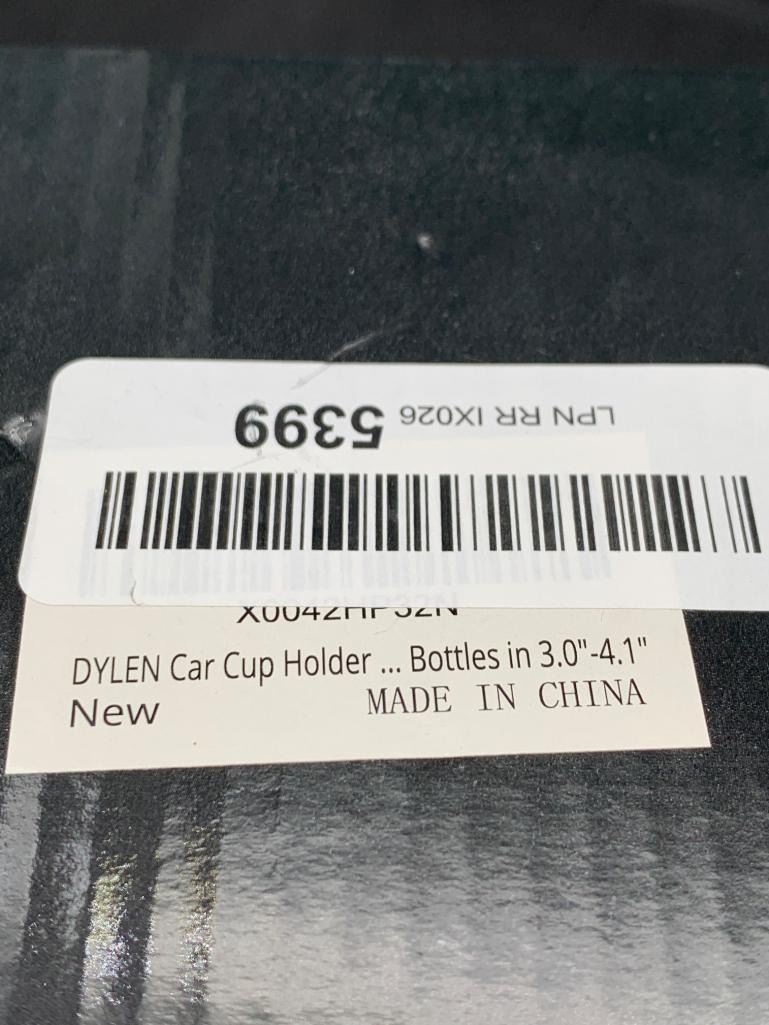 LPN RR IX026 5399
X0042HP32N
DYLEN Car Cup Holder ... Bottles in 3.0"-4.1"
New MADE IN CHINA